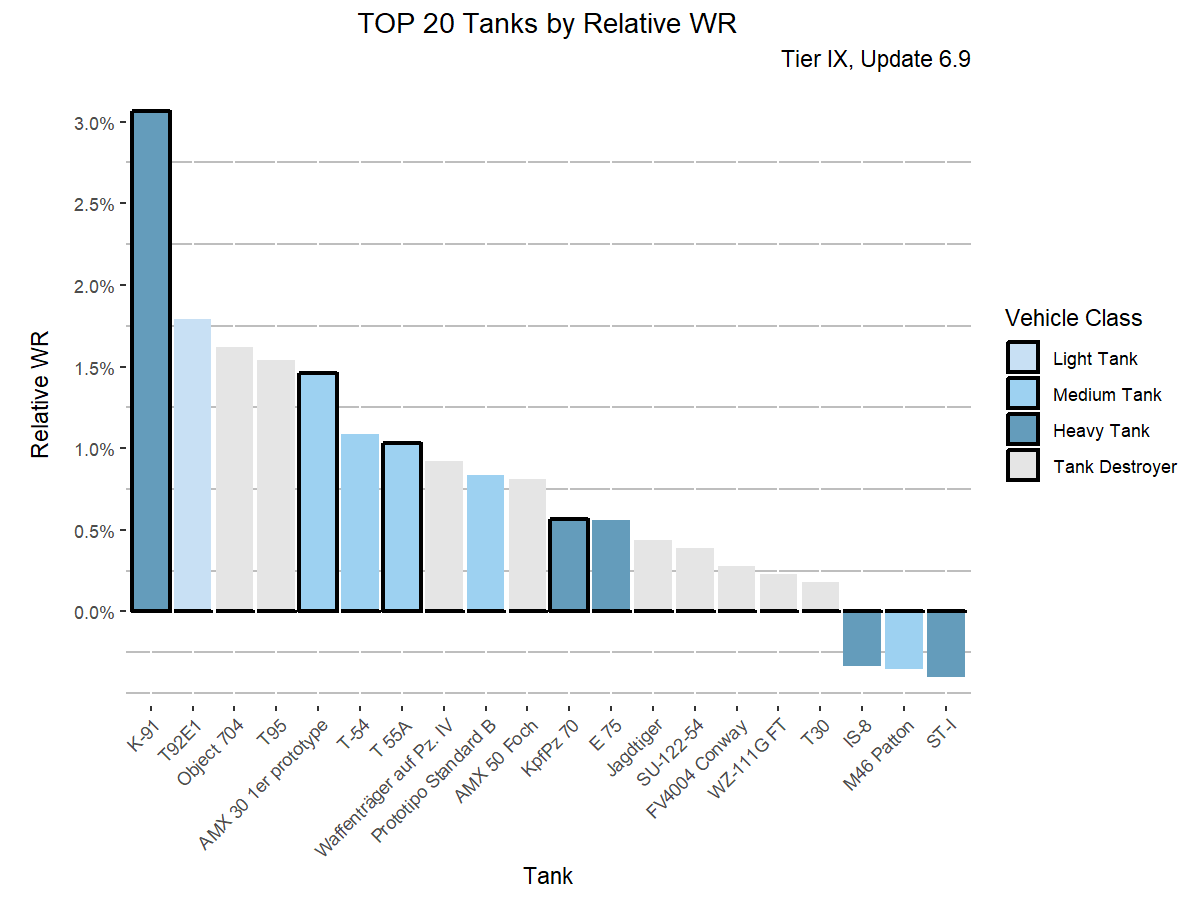 TOP 20 Tanks by Relative WR
Tier IX, Update 6.9
Relative WR
3.0%
2.5%
2.0%
1.5%
1.0%
0.5%
0.0%
K-91
T92E1
Object 704
T95
AMX 30 1er prototype
T-54
T 55A
Waffenträger auf Pz. IV
Prototipo Standard B
AMX 50 Foch
KpfPz 70
E 75
Jagdtiger
SU-122-54
FV4004 Conway
WZ-111G FT
T30
IS-8
M46 Patton
ST-I
Tank
Vehicle Class
Light Tank
Medium Tank
Heavy Tank
Tank Destroyer